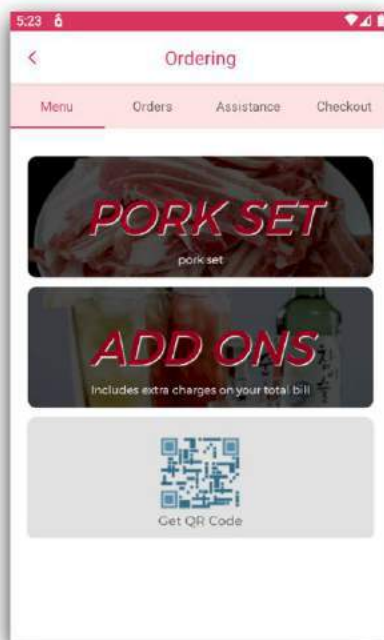 5:23
Ordering
Menu Orders Assistance Checkout
PORK SET
pork set
ADD ONS
Includes extra charges on your total bill
Get QR Code